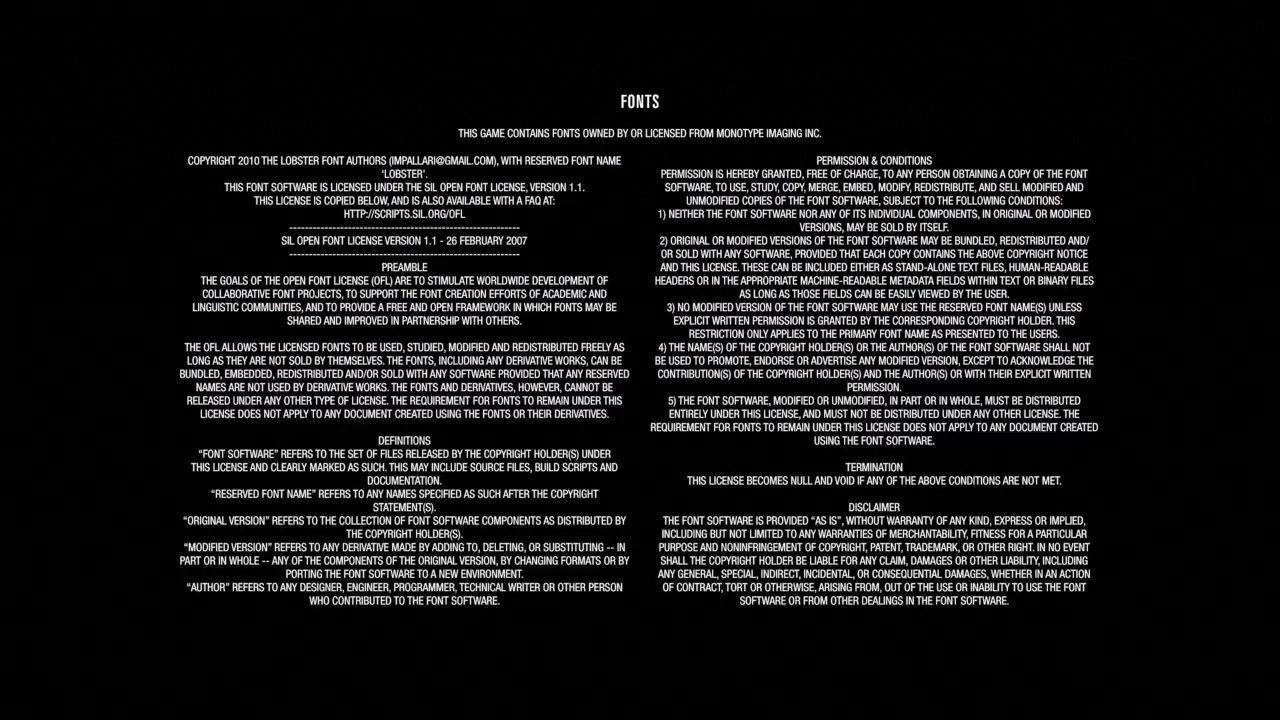 FONTS
THIS GAME CONTAINS FONTS OWNED BY OR LICENSED FROM MONOTYPE IMAGING INC.
COPYRIGHT 2010 THE LOBSTER FONT AUTHORS (IMPALLARI@GMAIL.COM), WITH RESERVED FONT NAME
‘LOBSTER’.
THIS FONT SOFTWARE IS LICENSED UNDER THE SIL OPEN FONT LICENSE, VERSION 1.1.
THIS LICENSE IS COPIED BELOW, AND IS ALSO AVAILABLE WITH A FAQ AT:
HTTP://SCRIPTS.SIL.ORG/OFL
-----------------------------------------------------------
SIL OPEN FONT LICENSE VERSION 1.1 - 26 FEBRUARY 2007
-----------------------------------------------------------
PREAMBLE
THE GOALS OF THE OPEN FONT LICENSE (OFL) ARE TO STIMULATE WORLDWIDE DEVELOPMENT OF
COLLABORATIVE FONT PROJECTS, TO SUPPORT THE FONT CREATION EFFORTS OF ACADEMIC AND
LINGUISTIC COMMUNITIES, AND TO PROVIDE A FREE AND OPEN FRAMEWORK IN WHICH FONTS MAY BE
SHARED AND IMPROVED IN PARTNERSHIP WITH OTHERS.
THE OFL ALLOWS THE LICENSED FONTS TO BE USED, STUDIED, MODIFIED AND REDISTRIBUTED FREELY AS
LONG AS THEY ARE NOT SOLD BY THEMSELVES. THE FONTS, INCLUDING ANY DERIVATIVE WORKS, CAN BE
BUNDLED, EMBEDDED, REDISTRIBUTED AND/OR SOLD WITH ANY SOFTWARE PROVIDED THAT ANY RESERVED
NAMES ARE NOT USED BY DERIVATIVE WORKS. THE FONTS AND DERIVATIVES, HOWEVER, CANNOT BE
RELEASED UNDER ANY OTHER TYPE OF LICENSE. THE REQUIREMENT FOR FONTS TO REMAIN UNDER THIS
LICENSE DOES NOT APPLY TO ANY DOCUMENT CREATED USING THE FONTS OR THEIR DERIVATIVES.
DEFINITIONS
“FONT SOFTWARE” REFERS TO THE SET OF FILES RELEASED BY THE COPYRIGHT HOLDER(S) UNDER
THIS LICENSE AND CLEARLY MARKED AS SUCH. THIS MAY INCLUDE SOURCE FILES, BUILD SCRIPTS AND
DOCUMENTATION.
“RESERVED FONT NAME” REFERS TO ANY NAMES SPECIFIED AS SUCH AFTER THE COPYRIGHT
STATEMENT(S).
“ORIGINAL VERSION” REFERS TO THE COLLECTION OF FONT SOFTWARE COMPONENTS AS DISTRIBUTED BY
THE COPYRIGHT HOLDER(S).
“MODIFIED VERSION” REFERS TO ANY DERIVATIVE MADE BY ADDING TO, DELETING, OR SUBSTITUTING -- IN
PART OR IN WHOLE -- ANY OF THE COMPONENTS OF THE ORIGINAL VERSION, BY CHANGING FORMATS OR BY
PORTING THE FONT SOFTWARE TO A NEW ENVIRONMENT.
“AUTHOR” REFERS TO ANY DESIGNER, ENGINEER, PROGRAMMER, TECHNICAL WRITER OR OTHER PERSON
WHO CONTRIBUTED TO THE FONT SOFTWARE.
PERMISSION & CONDITIONS
PERMISSION IS HEREBY GRANTED, FREE OF CHARGE, TO ANY PERSON OBTAINING A COPY OF THE FONT
SOFTWARE, TO USE, STUDY, COPY, MERGE, EMBED, MODIFY, REDISTRIBUTE, AND SELL MODIFIED AND
UNMODIFIED COPIES OF THE FONT SOFTWARE, SUBJECT TO THE FOLLOWING CONDITIONS:
1) NEITHER THE FONT SOFTWARE NOR ANY OF ITS INDIVIDUAL COMPONENTS, IN ORIGINAL OR MODIFIED
VERSIONS, MAY BE SOLD BY ITSELF.
2) ORIGINAL OR MODIFIED VERSIONS OF THE FONT SOFTWARE MAY BE BUNDLED, REDISTRIBUTED AND/
OR SOLD WITH ANY SOFTWARE, PROVIDED THAT EACH COPY CONTAINS THE ABOVE COPYRIGHT NOTICE
AND THIS LICENSE. THESE CAN BE INCLUDED EITHER AS STAND-ALONE TEXT FILES, HUMAN-READABLE
HEADERS OR IN THE APPROPRIATE MACHINE-READABLE METADATA FIELDS WITHIN TEXT OR BINARY FILES
AS LONG AS THOSE FIELDS CAN BE EASILY VIEWED BY THE USER.
3) NO MODIFIED VERSION OF THE FONT SOFTWARE MAY USE THE RESERVED FONT NAME(S) UNLESS
EXPLICIT WRITTEN PERMISSION IS GRANTED BY THE CORRESPONDING COPYRIGHT HOLDER. THIS
RESTRICTION ONLY APPLIES TO THE PRIMARY FONT NAME AS PRESENTED TO THE USERS.
4) THE NAME(S) OF THE COPYRIGHT HOLDER(S) OR THE AUTHOR(S) OF THE FONT SOFTWARE SHALL NOT
BE USED TO PROMOTE, ENDORSE OR ADVERTISE ANY MODIFIED VERSION, EXCEPT TO ACKNOWLEDGE THE
CONTRIBUTION(S) OF THE COPYRIGHT HOLDER(S) AND THE AUTHOR(S) OR WITH THEIR EXPLICIT WRITTEN
PERMISSION.
5) THE FONT SOFTWARE, MODIFIED OR UNMODIFIED, IN PART OR IN WHOLE, MUST BE DISTRIBUTED
ENTIRELY UNDER THIS LICENSE, AND MUST NOT BE DISTRIBUTED UNDER ANY OTHER LICENSE. THE
REQUIREMENT FOR FONTS TO REMAIN UNDER THIS LICENSE DOES NOT APPLY TO ANY DOCUMENT CREATED
USING THE FONT SOFTWARE.
TERMINATION
THIS LICENSE BECOMES NULL AND VOID IF ANY OF THE ABOVE CONDITIONS ARE NOT MET.
DISCLAIMER
THE FONT SOFTWARE IS PROVIDED “AS IS”, WITHOUT WARRANTY OF ANY KIND, EXPRESS OR IMPLIED,
INCLUDING BUT NOT LIMITED TO ANY WARRANTIES OF MERCHANTABILITY, FITNESS FOR A PARTICULAR
PURPOSE AND NONINFRINGEMENT OF COPYRIGHT, PATENT, TRADEMARK, OR OTHER RIGHT. IN NO EVENT
SHALL THE COPYRIGHT HOLDER BE LIABLE FOR ANY CLAIM, DAMAGES OR OTHER LIABILITY, INCLUDING
ANY GENERAL, SPECIAL, INDIRECT, INCIDENTAL, OR CONSEQUENTIAL DAMAGES, WHETHER IN AN ACTION
OF CONTRACT, TORT OR OTHERWISE, ARISING FROM, OUT OF THE USE OR INABILITY TO USE THE FONT
SOFTWARE OR FROM OTHER DEALINGS IN THE FONT SOFTWARE.